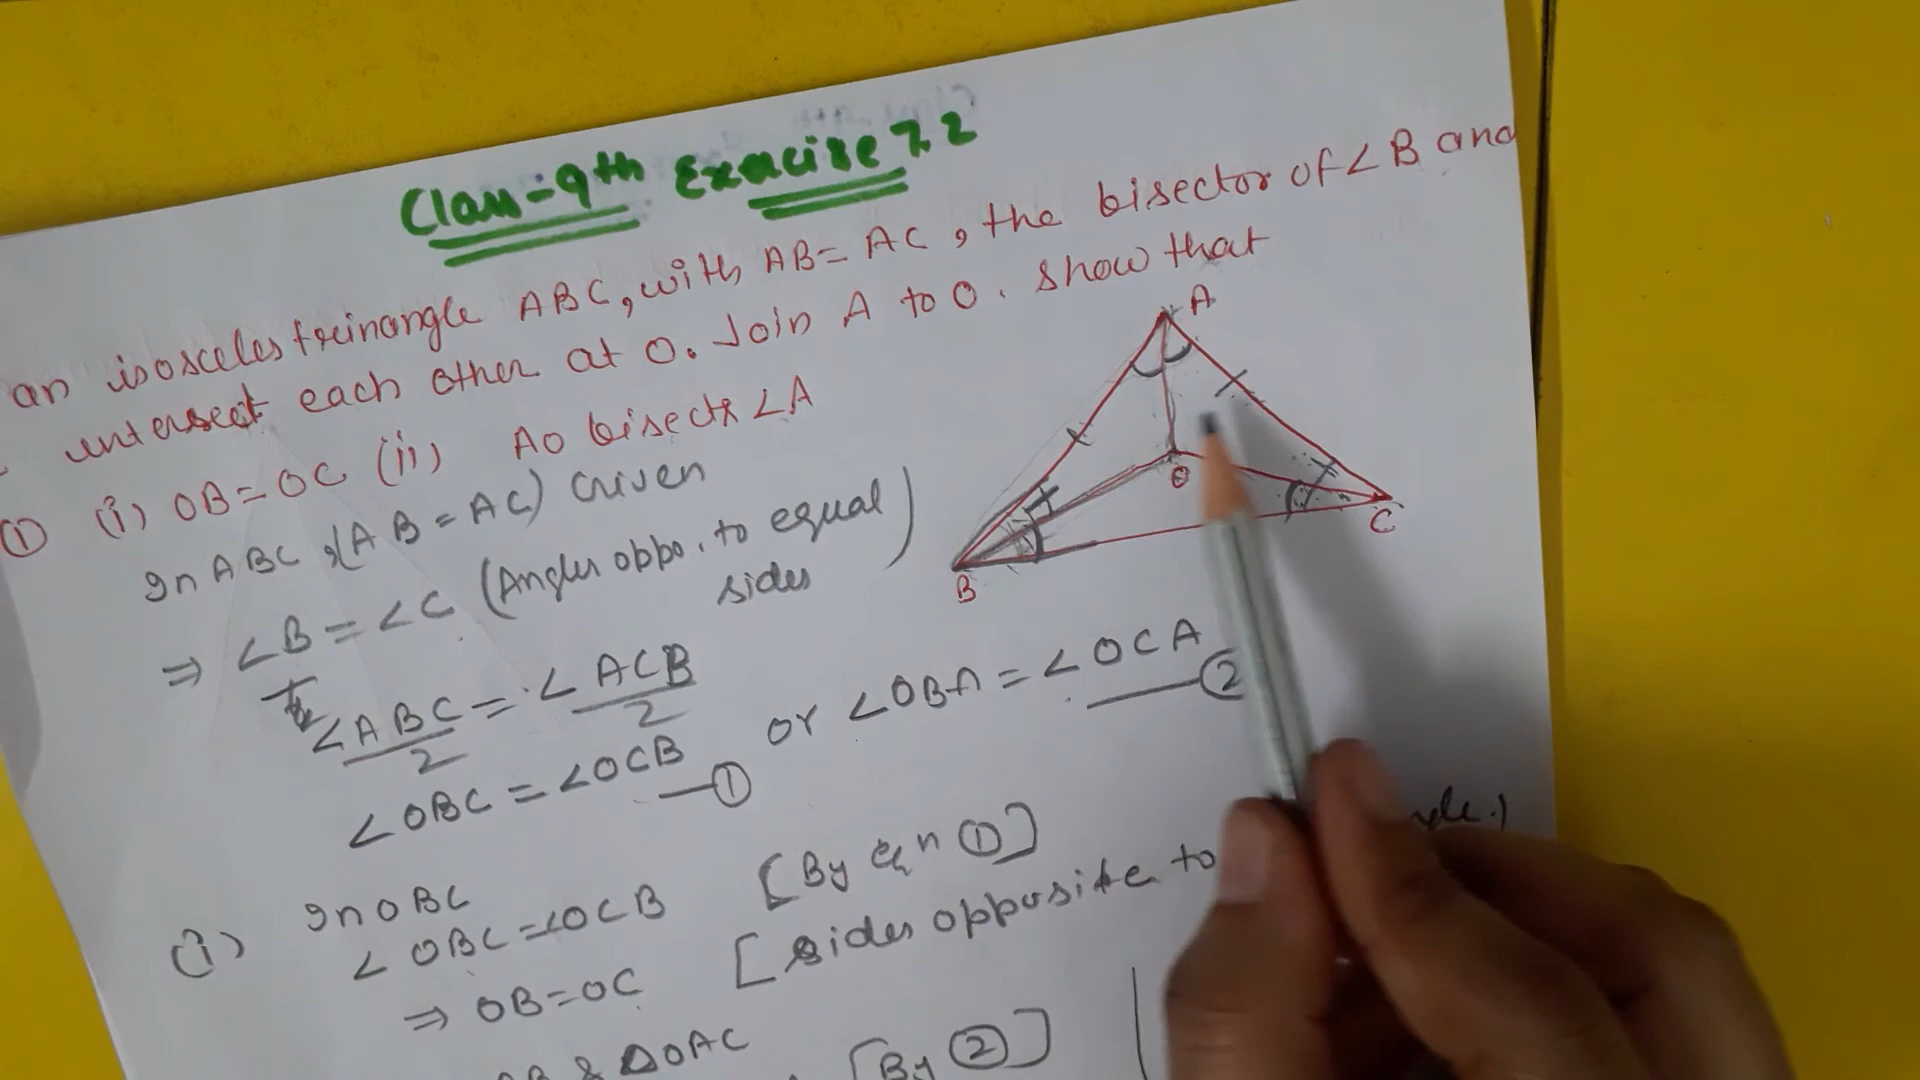 Class-9th Exercise 7.2
an isosceles treinangle ABC, with AB=AC, the bisector of ∠B and
intersect each other at O. Join A to O. show that
(i) OB=OC (ii) AO bisects ∠A
① In ABC, (AB=AC) Given
⇒ ∠B=∠C (Angles oppo. to equal sides)
∠ABC/2 = ∠ACB/2
∠OBC=∠OCB —① or ∠OBA=∠OCA —②
(i) In OBC
∠OBC=∠OCB [By eqn ①]
⇒ OB=OC [sides opposite to
& ΔOAC [By ②]
A
B
C
O